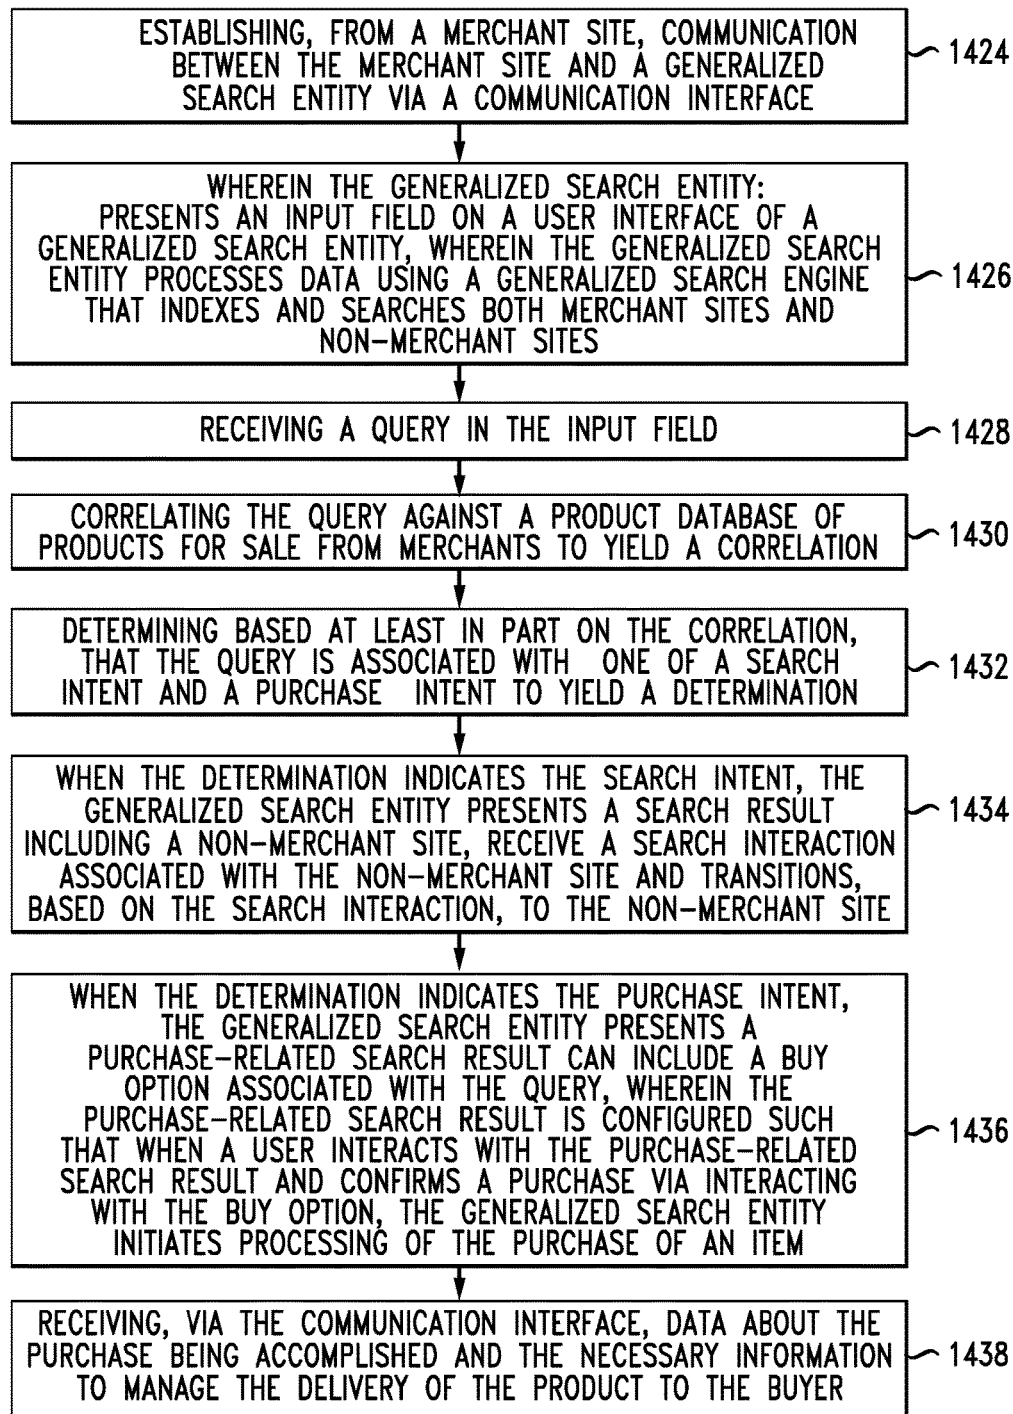 ESTABLISHING, FROM A MERCHANT SITE, COMMUNICATION
BETWEEN THE MERCHANT SITE AND A GENERALIZED
SEARCH ENTITY VIA A COMMUNICATION INTERFACE
1424
WHEREIN THE GENERALIZED SEARCH ENTITY:
PRESENTS AN INPUT FIELD ON A USER INTERFACE OF A
GENERALIZED SEARCH ENTITY, WHEREIN THE GENERALIZED SEARCH
ENTITY PROCESSES DATA USING A GENERALIZED SEARCH ENGINE
THAT INDEXES AND SEARCHES BOTH MERCHANT SITES AND
NON-MERCHANT SITES
1426
RECEIVING A QUERY IN THE INPUT FIELD
1428
CORRELATING THE QUERY AGAINST A PRODUCT DATABASE OF
PRODUCTS FOR SALE FROM MERCHANTS TO YIELD A CORRELATION
1430
DETERMINING BASED AT LEAST IN PART ON THE CORRELATION,
THAT THE QUERY IS ASSOCIATED WITH ONE OF A SEARCH
INTENT AND A PURCHASE INTENT TO YIELD A DETERMINATION
1432
WHEN THE DETERMINATION INDICATES THE SEARCH INTENT, THE
GENERALIZED SEARCH ENTITY PRESENTS A SEARCH RESULT
INCLUDING A NON-MERCHANT SITE, RECEIVE A SEARCH INTERACTION
ASSOCIATED WITH THE NON-MERCHANT SITE AND TRANSITIONS,
BASED ON THE SEARCH INTERACTION, TO THE NON-MERCHANT SITE
1434
WHEN THE DETERMINATION INDICATES THE PURCHASE INTENT,
THE GENERALIZED SEARCH ENTITY PRESENTS A
PURCHASE-RELATED SEARCH RESULT CAN INCLUDE A BUY
OPTION ASSOCIATED WITH THE QUERY, WHEREIN THE
PURCHASE-RELATED SEARCH RESULT IS CONFIGURED SUCH
THAT WHEN A USER INTERACTS WITH THE PURCHASE-RELATED
SEARCH RESULT AND CONFIRMS A PURCHASE VIA INTERACTING
WITH THE BUY OPTION, THE GENERALIZED SEARCH ENTITY
INITIATES PROCESSING OF THE PURCHASE OF AN ITEM
1436
RECEIVING, VIA THE COMMUNICATION INTERFACE, DATA ABOUT THE
PURCHASE BEING ACCOMPLISHED AND THE NECESSARY INFORMATION
TO MANAGE THE DELIVERY OF THE PRODUCT TO THE BUYER
1438